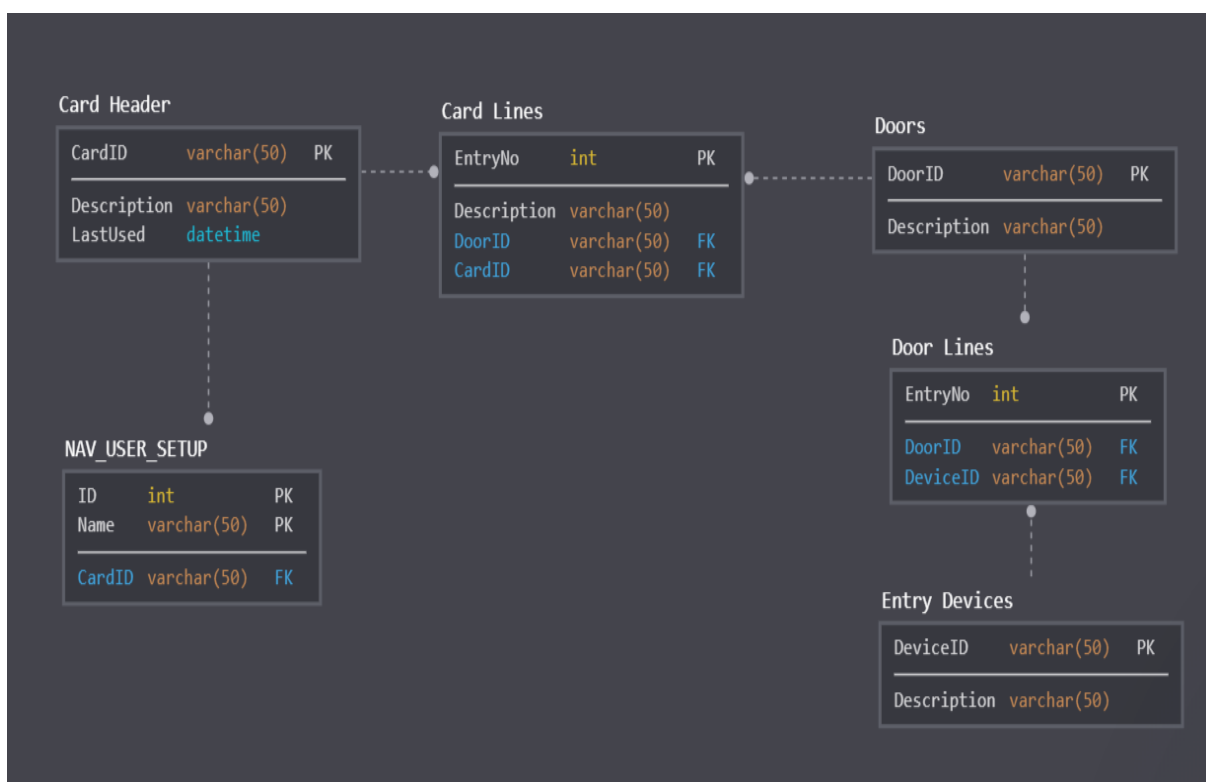 Card Header
CardID varchar(50) PK
Description varchar(50)
LastUsed datetime
Card Lines
EntryNo int PK
Description varchar(50)
DoorID varchar(50) FK
CardID varchar(50) FK
Doors
DoorID varchar(50) PK
Description varchar(50)
Door Lines
EntryNo int PK
DoorID varchar(50) FK
DeviceID varchar(50) FK
NAV_USER_SETUP
ID int PK
Name varchar(50) PK
CardID varchar(50) FK
Entry Devices
DeviceID varchar(50) PK
Description varchar(50)